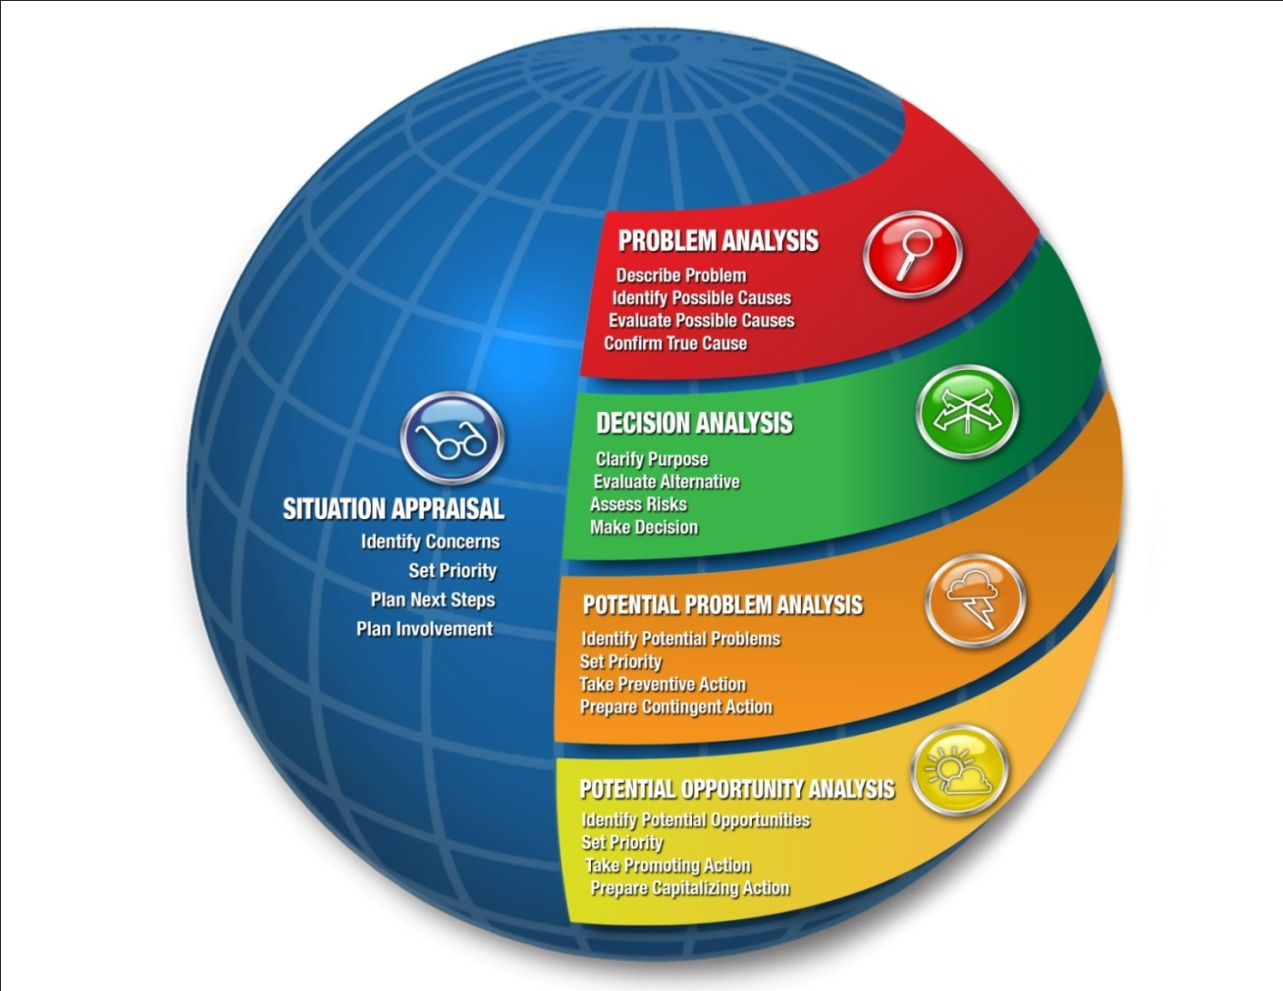 PROBLEM ANALYSIS
Describe Problem
Identify Possible Causes
Evaluate Possible Causes
Confirm True Cause
DECISION ANALYSIS
Clarify Purpose
Evaluate Alternative
Assess Risks
Make Decision
SITUATION APPRAISAL
Identify Concerns
Set Priority
Plan Next Steps
Plan Involvement
POTENTIAL PROBLEM ANALYSIS
Identify Potential Problems
Set Priority
Take Preventive Action
Prepare Contingent Action
POTENTIAL OPPORTUNITY ANALYSIS
Identify Potential Opportunities
Set Priority
Take Promoting Action
Prepare Capitalizing Action